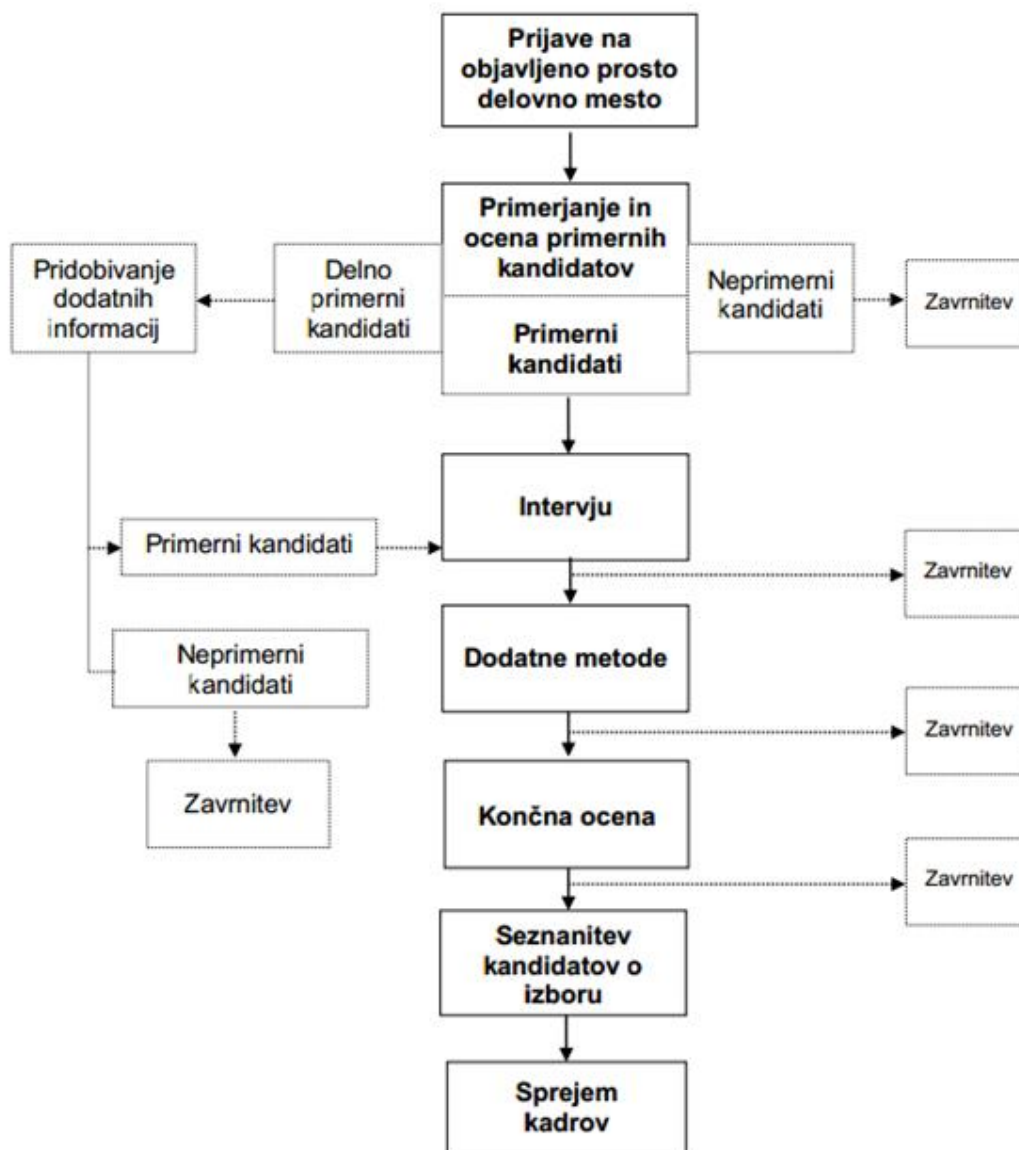 Prijave na
objavljeno prosto
delovno mesto
Primerjanje in
ocena primernih
kandidatov
Pridobivanje
dodatnih
informacij
Delno
primerni
kandidati
Neprimerni
kandidati
Zavrnitev
Primerni
kandidati
Intervju
Primerni kandidati
Zavrnitev
Neprimerni
kandidati
Dodatne metode
Zavrnitev
Zavrnitev
Končna ocena
Zavrnitev
Seznanitev
kandidatov o
izboru
Sprejem
kadrov